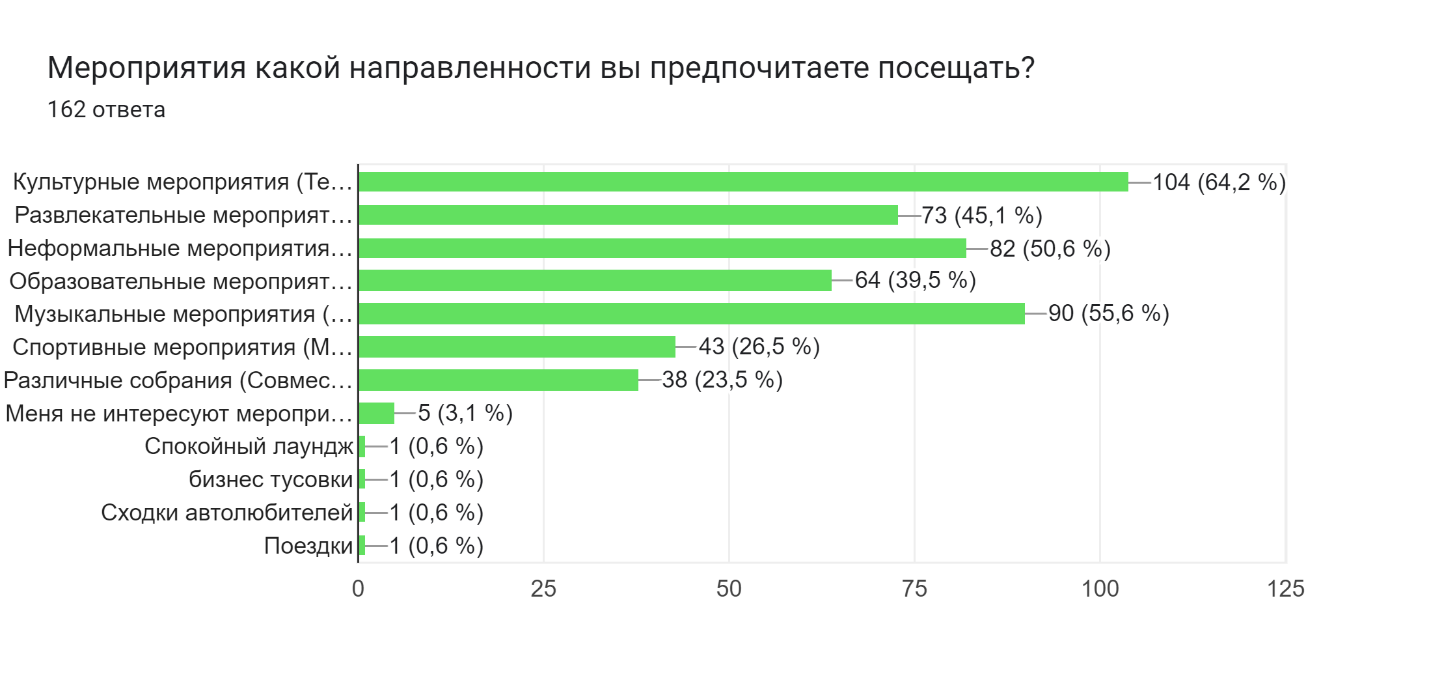 Мероприятия какой направленности вы предпочитаете посещать?
162 ответа
Культурные мероприятия (Те… 104 (64,2 %)
Развлекательные мероприят… 73 (45,1 %)
Неформальные мероприятия… 82 (50,6 %)
Образовательные мероприят… 64 (39,5 %)
Музыкальные мероприятия (… 90 (55,6 %)
Спортивные мероприятия (М… 43 (26,5 %)
Различные собрания (Совмес… 38 (23,5 %)
Меня не интересуют меропри… 5 (3,1 %)
Спокойный лаундж 1 (0,6 %)
бизнес тусовки 1 (0,6 %)
Сходки автолюбителей 1 (0,6 %)
Поездки 1 (0,6 %)
0 25 50 75 100 125